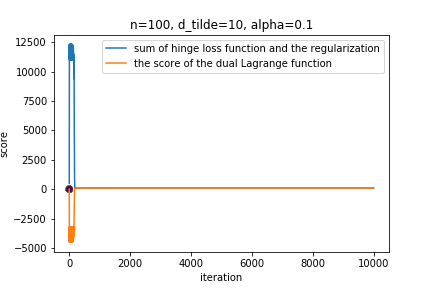 n=100, d_tilde=10, alpha=0.1
sum of hinge loss function and the regularization
the score of the dual Lagrange function
12500
10000
7500
5000
2500
0
−2500
−5000
score
0
2000
4000
6000
8000
10000
iteration